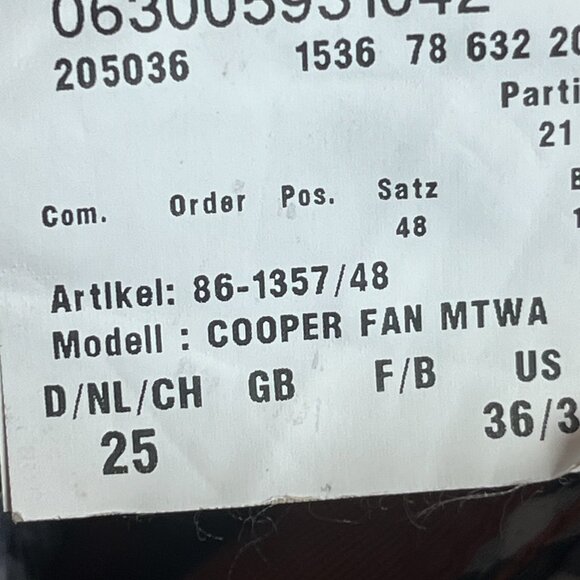 063005931042
205036 1536 78 632 20
Parti
21
Com. Order Pos. Satz
48
Artikel: 86-1357/48
Modell : COOPER FAN MTWA
D/NL/CH GB F/B US
25 36/3